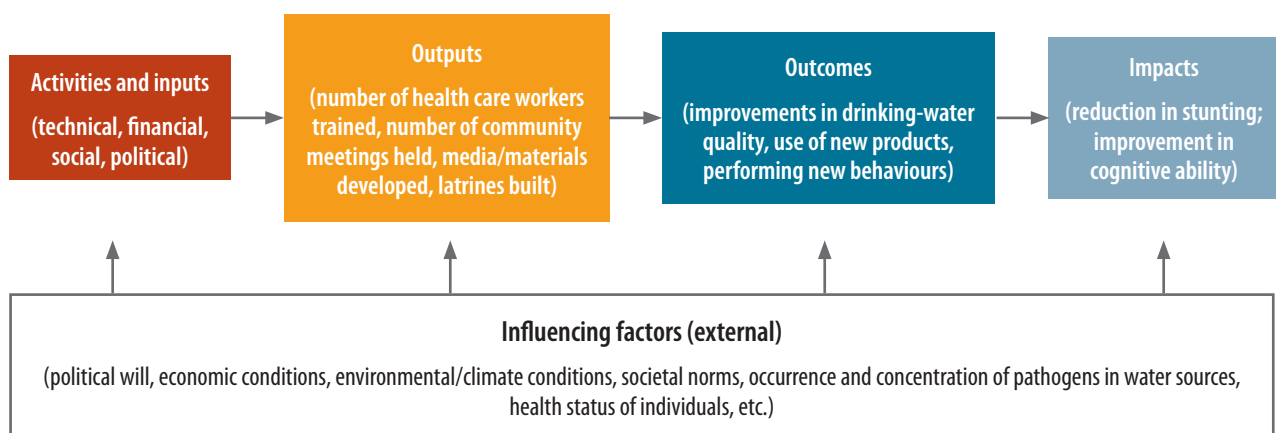 Activities and inputs
(technical, financial,
social, political)
Outputs
(number of health care workers
trained, number of community
meetings held, media/materials
developed, latrines built)
Outcomes
(improvements in drinking-water
quality, use of new products,
performing new behaviours)
Impacts
(reduction in stunting;
improvement in
cognitive ability)
Influencing factors (external)
(political will, economic conditions, environmental/climate conditions, societal norms, occurrence and concentration of pathogens in water sources,
health status of individuals, etc.)